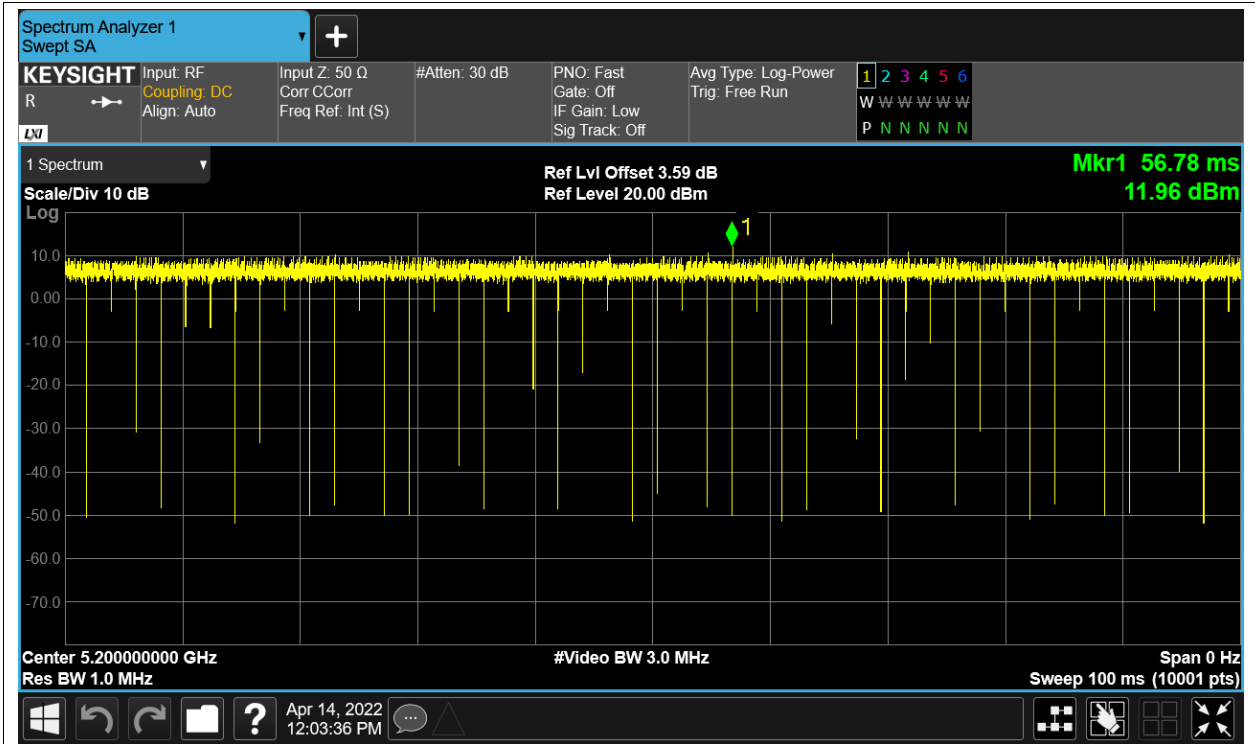 Spectrum Analyzer 1
Swept SA
KEYSIGHT
R
LXI
Input: RF
Coupling: DC
Align: Auto
Input Z: 50 Ω
Corr CCorr
Freq Ref: Int (S)
#Atten: 30 dB
PNO: Fast
Gate: Off
IF Gain: Low
Sig Track: Off
Avg Type: Log-Power
Trig: Free Run
1 2 3 4 5 6
W W W W W W
P N N N N N
1 Spectrum
Scale/Div 10 dB
Log
Ref Lvl Offset 3.59 dB
Ref Level 20.00 dBm
Mkr1 56.78 ms
11.96 dBm
1
10.0
0.00
-10.0
-20.0
-30.0
-40.0
-50.0
-60.0
-70.0
Center 5.200000000 GHz
Res BW 1.0 MHz
#Video BW 3.0 MHz
Span 0 Hz
Sweep 100 ms (10001 pts)
?
Apr 14, 2022
12:03:36 PM